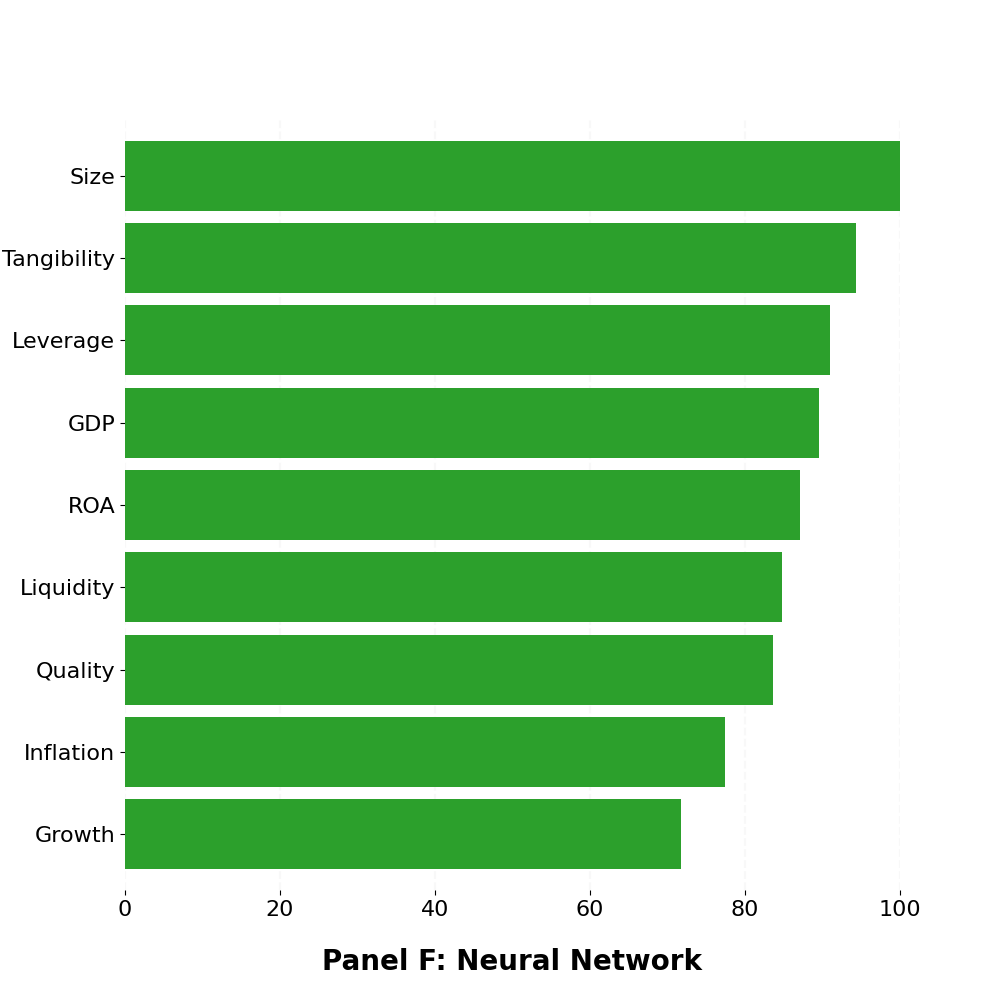 Size
Tangibility
Leverage
GDP
ROA
Liquidity
Quality
Inflation
Growth
0 20 40 60 80 100
Panel F: Neural Network